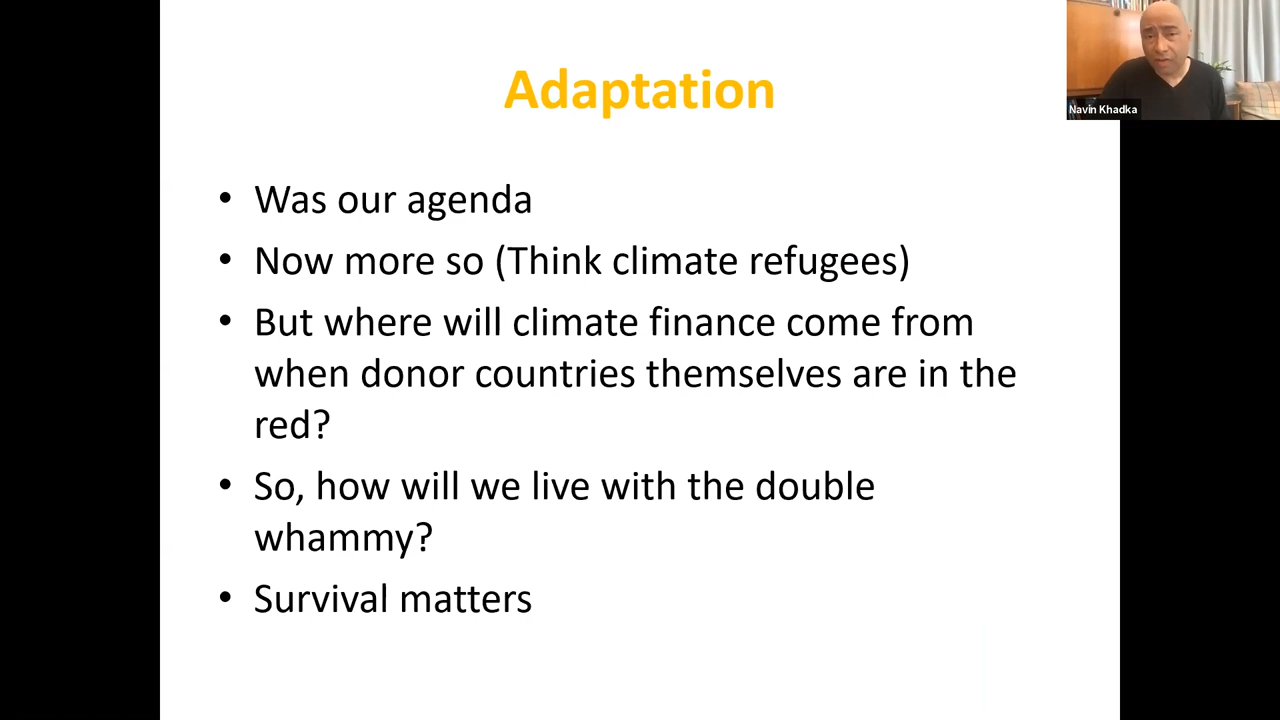 Adaptation
Navin Khadka
• Was our agenda
• Now more so (Think climate refugees)
• But where will climate finance come from
when donor countries themselves are in the
red?
• So, how will we live with the double
whammy?
• Survival matters